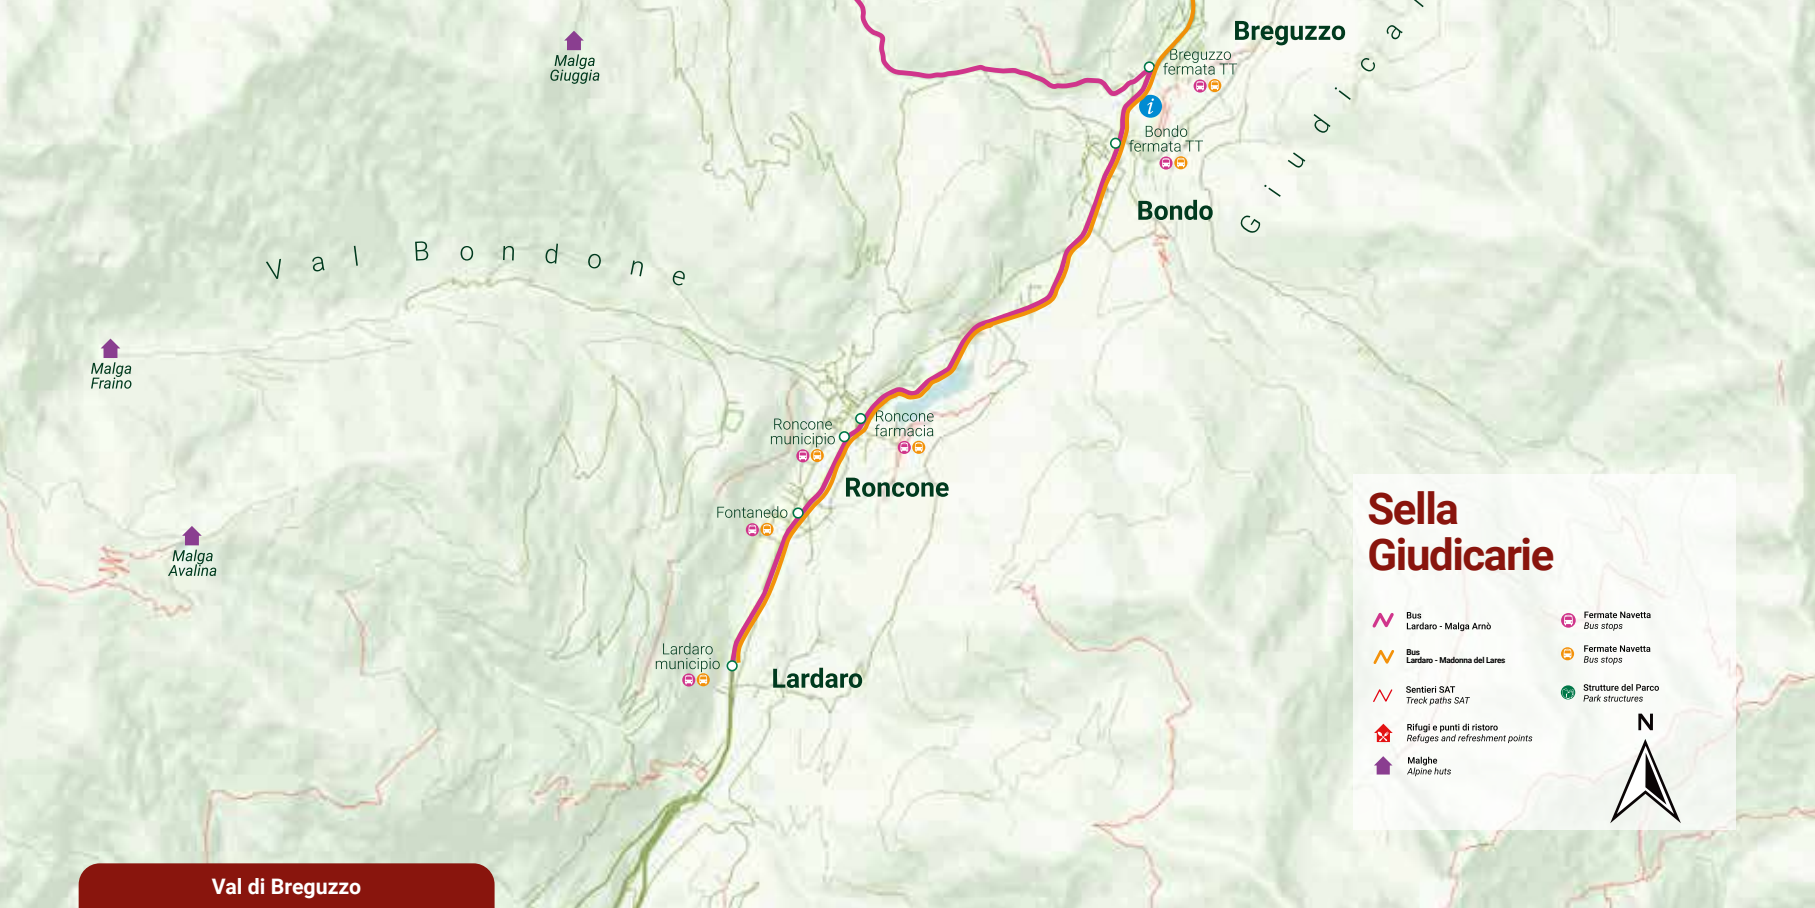 Breguzzo
Breguzzo
fermata TT
i
Malga
Giuggia
Bondo
fermata TT
Bondo
Giudicar
Val Bondone
Malga
Fraino
Roncone
farmacia
Roncone
municipio
Roncone
Fontanedo
Malga
Avalina
Lardaro
municipio
Lardaro
Sella
Giudicarie
Bus
Lardaro - Malga Arnò
Bus
Lardaro - Madonna del Lares
Sentieri SAT
Treck paths SAT
Rifugi e punti di ristoro
Refuges and refreshment points
Malghe
Alpine huts
Fermate Navetta
Bus stops
Fermate Navetta
Bus stops
Strutture del Parco
Park structures
N
Val di Breguzzo